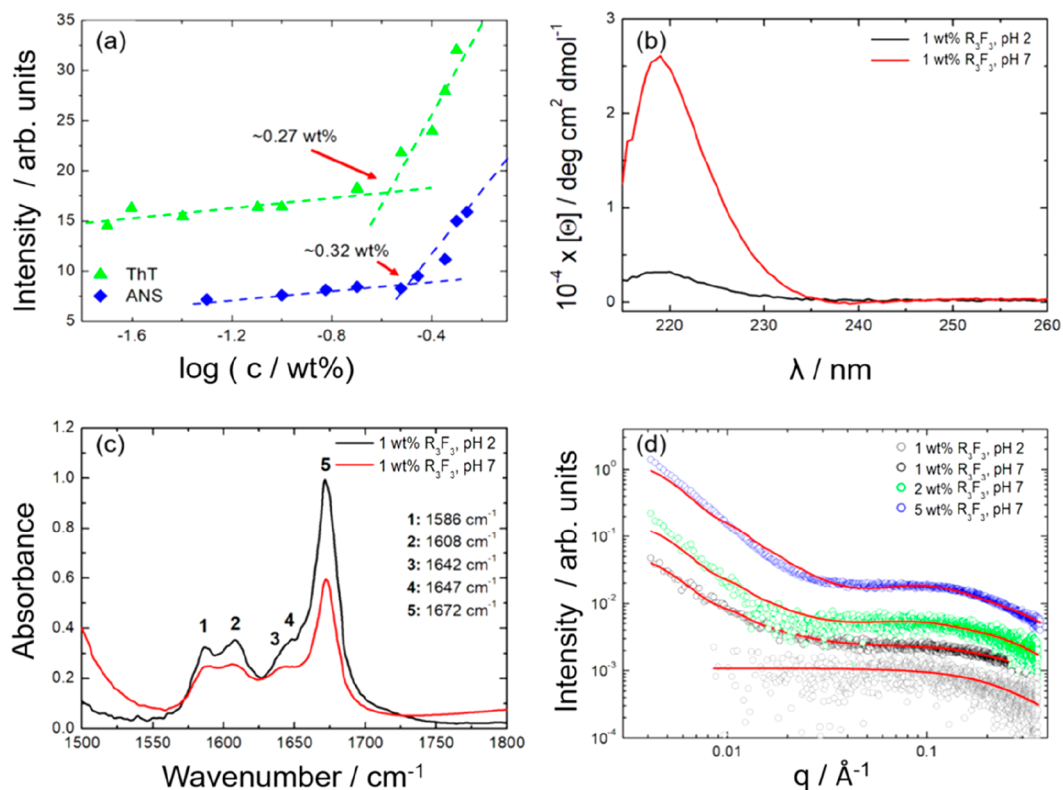 (a)
Intensity / arb. units
35
30
25
20
15
10
5
~0.27 wt%
~0.32 wt%
ThT
ANS
-1.6 -1.2 -0.8 -0.4
log ( c / wt%)
(b)
1 wt% R₃F₃, pH 2
1 wt% R₃F₃, pH 7
10⁻⁴ x [Θ] / deg cm² dmol⁻¹
3
2
1
0
220 230 240 250 260
λ / nm
(c)
1 wt% R₃F₃, pH 2
1 wt% R₃F₃, pH 7
Absorbance
1.2
1.0
0.8
0.6
0.4
0.2
0.0
1 2 3 4 5
1: 1586 cm⁻¹
2: 1608 cm⁻¹
3: 1642 cm⁻¹
4: 1647 cm⁻¹
5: 1672 cm⁻¹
1500 1550 1600 1650 1700 1750 1800
Wavenumber / cm⁻¹
(d)
1 wt% R₃F₃, pH 2
1 wt% R₃F₃, pH 7
2 wt% R₃F₃, pH 7
5 wt% R₃F₃, pH 7
Intensity / arb. units
10⁰
10⁻¹
10⁻²
10⁻³
10⁻⁴
0.01 0.1
q / Å⁻¹